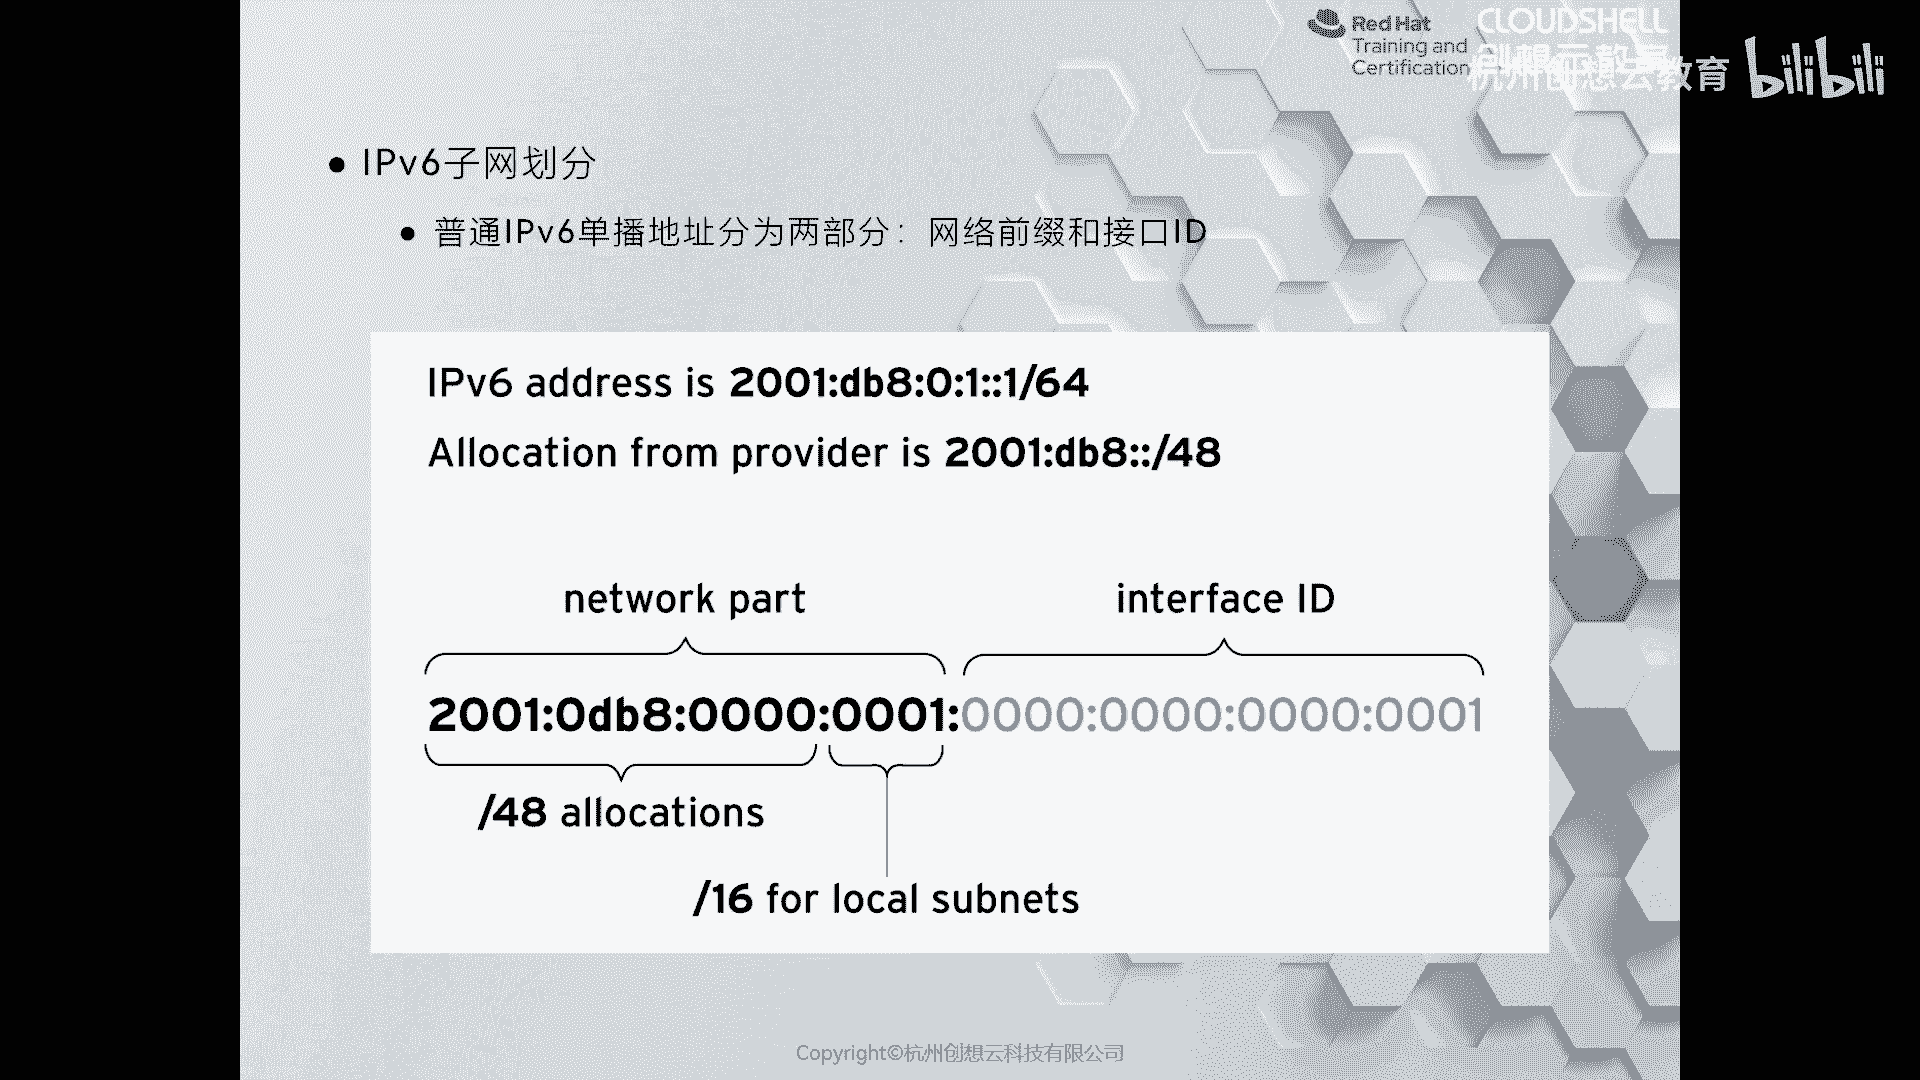 CLOUDSHELL
Red Hat
Training and
Certification
创想云教育
杭州创想云教育
bilibili
● IPv6子网划分
● 普通IPv6单播地址分为两部分：网络前缀和接口ID
IPv6 address is 2001:db8:0:1::1/64
Allocation from provider is 2001:db8::/48
network part
interface ID
2001:0db8:0000:0001:0000:0000:0000:0001
/48 allocations
/16 for local subnets
Copyright©杭州创想云科技有限公司